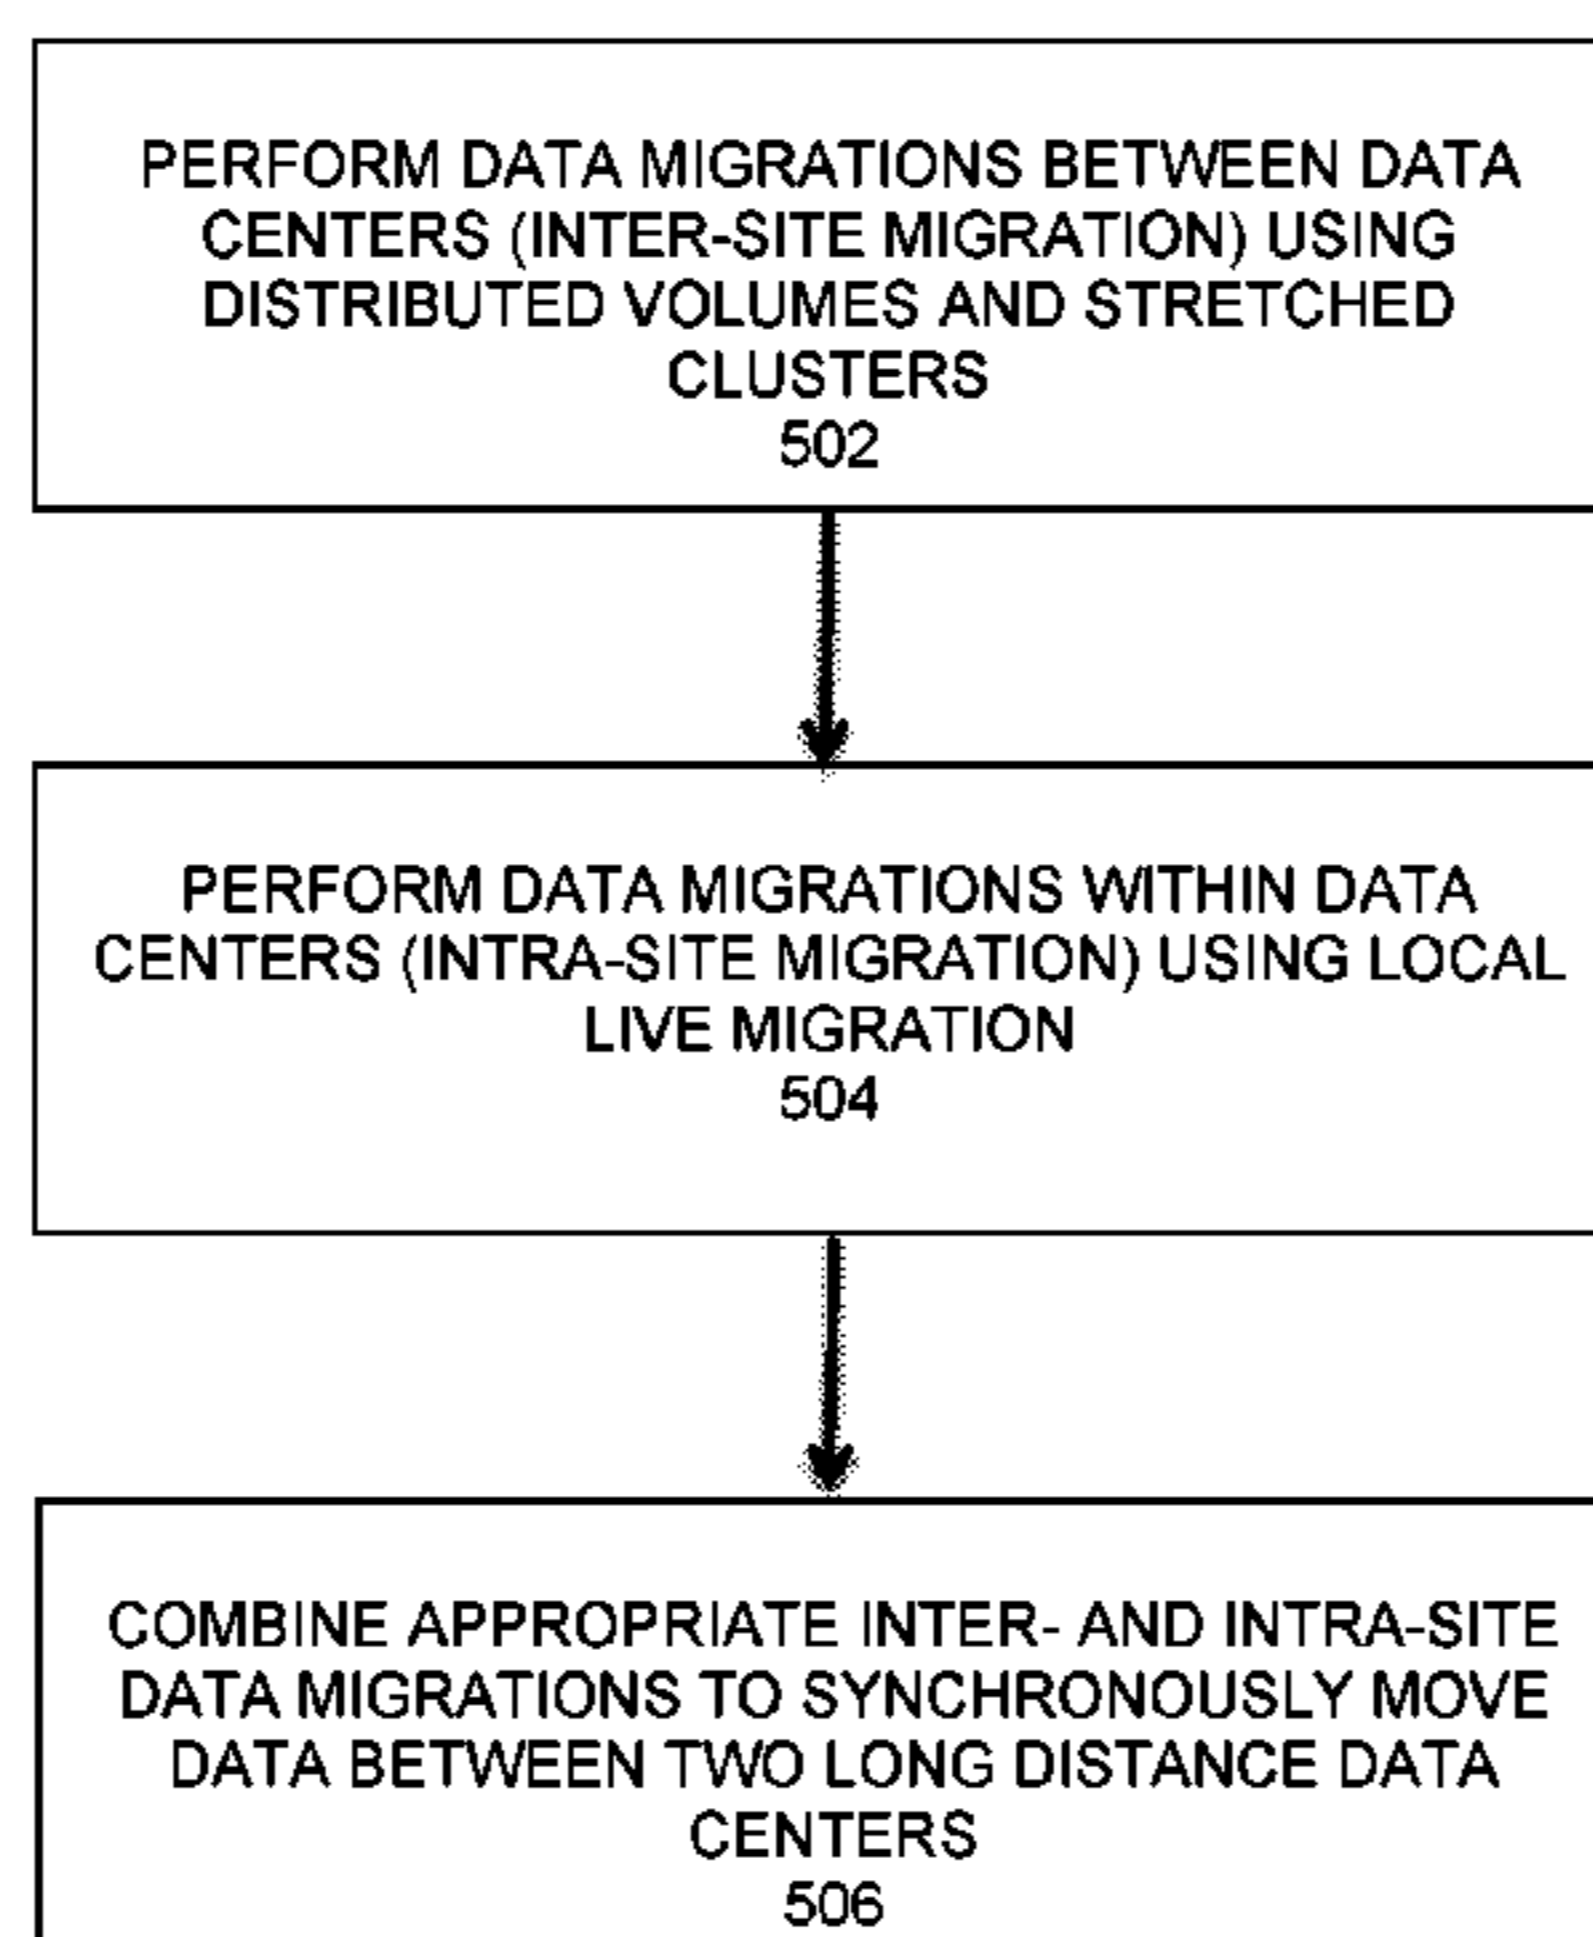 PERFORM DATA MIGRATIONS BETWEEN DATA
CENTERS (INTER-SITE MIGRATION) USING
DISTRIBUTED VOLUMES AND STRETCHED
CLUSTERS
502
PERFORM DATA MIGRATIONS WITHIN DATA
CENTERS (INTRA-SITE MIGRATION) USING LOCAL
LIVE MIGRATION
504
COMBINE APPROPRIATE INTER- AND INTRA-SITE
DATA MIGRATIONS TO SYNCHRONOUSLY MOVE
DATA BETWEEN TWO LONG DISTANCE DATA
CENTERS
506